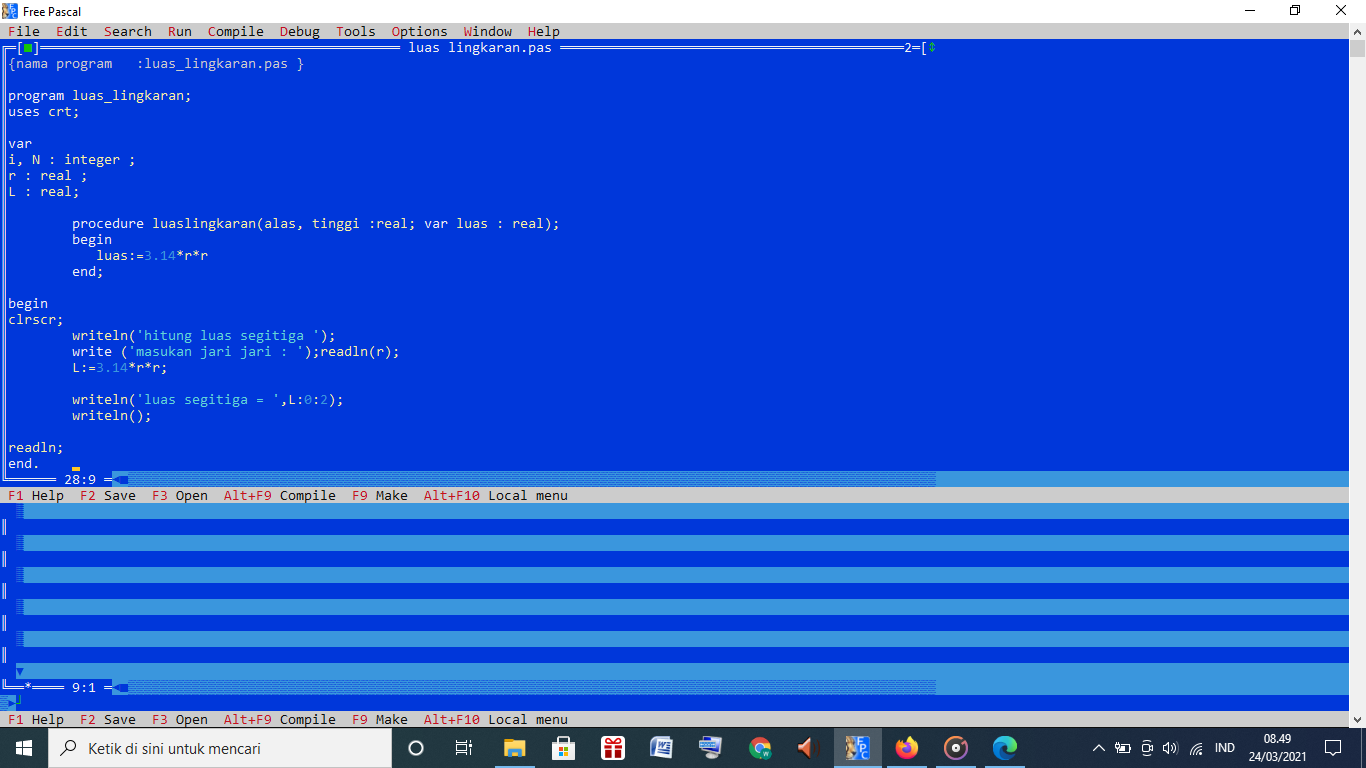 Free Pascal
File Edit Search Run Compile Debug Tools Options Window Help
[■] luas lingkaran.pas 2=[↕
{nama program   :luas_lingkaran.pas }
program luas_lingkaran;
uses crt;
var
i, N : integer ;
r : real ;
L : real;
procedure luaslingkaran(alas, tinggi :real; var luas : real);
begin
luas:=3.14*r*r
end;
begin
clrscr;
writeln('hitung luas segitiga ');
write ('masukan jari jari : ');readln(r);
L:=3.14*r*r;
writeln('luas segitiga = ',L:0:2);
writeln();
readln;
end.
28:9
F1 Help F2 Save F3 Open Alt+F9 Compile F9 Make Alt+F10 Local menu
* 9:1
F1 Help F2 Save F3 Open Alt+F9 Compile F9 Make Alt+F10 Local menu
Ketik di sini untuk mencari
IND
08.49
24/03/2021